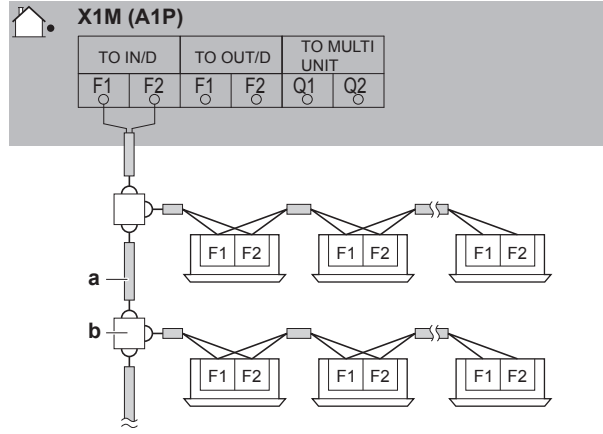 X1M (A1P)
TO IN/D TO OUT/D TO MULTI UNIT
F1 F2 F1 F2 Q1 Q2
F1 F2 F1 F2 F1 F2
a
b
F1 F2 F1 F2 F1 F2